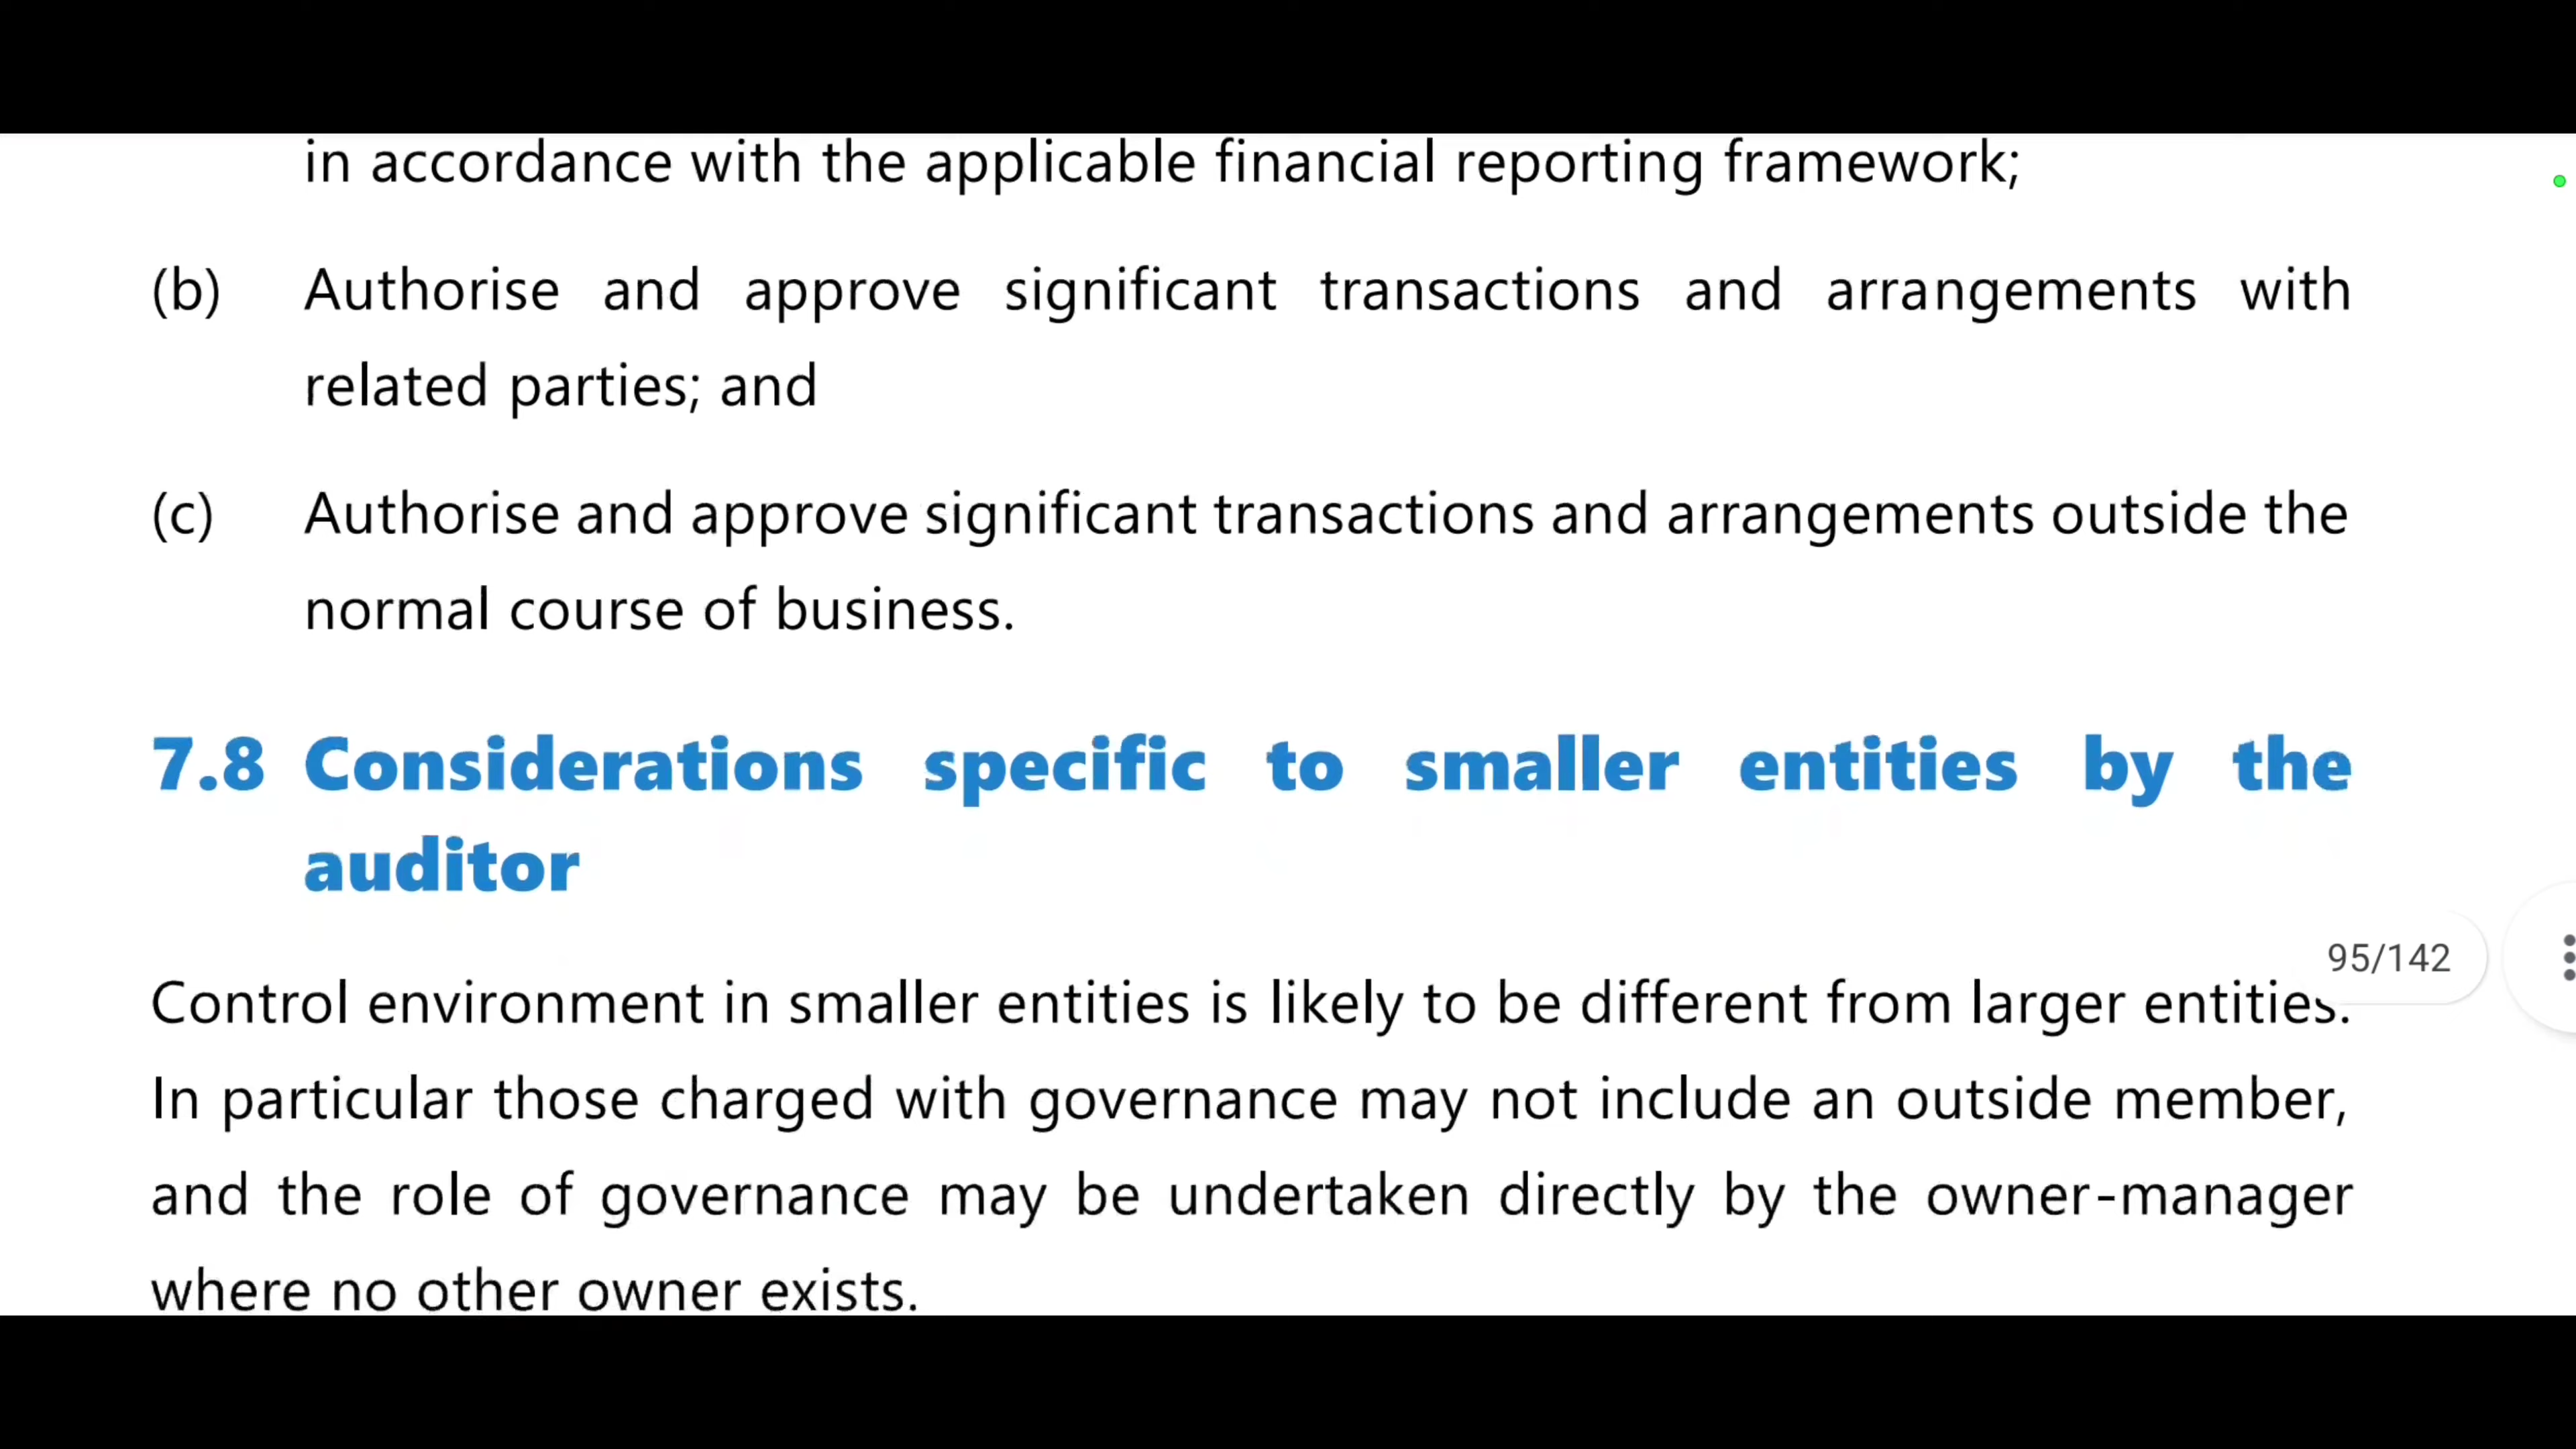 in accordance with the applicable financial reporting framework;
(b) Authorise and approve significant transactions and arrangements with
related parties; and
(c) Authorise and approve significant transactions and arrangements outside the
normal course of business.
7.8 Considerations specific to smaller entities by the
auditor
95/142
Control environment in smaller entities is likely to be different from larger entities.
In particular those charged with governance may not include an outside member,
and the role of governance may be undertaken directly by the owner-manager
where no other owner exists.